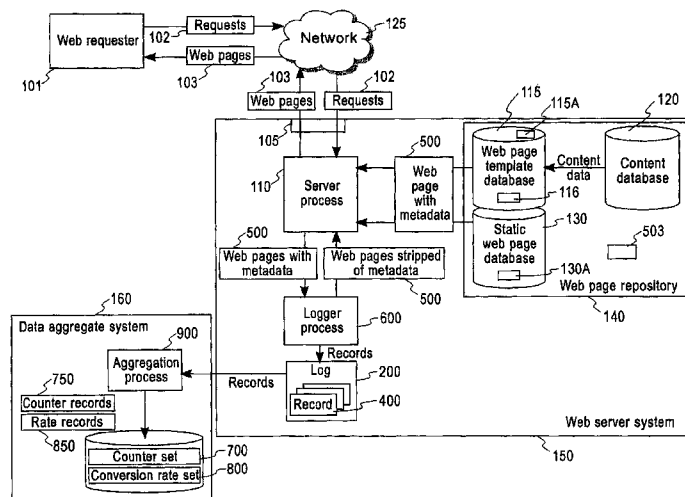 Web requester
101
Requests
102
Web pages
103
Network
125
103
Web pages
102
Requests
105
110
Server process
500
Web page with metadata
115
115A
Web page template database
116
Content data
120
Content database
130
Static web page database
130A
503
Web page repository
140
500
Web pages with metadata
Web pages stripped of metadata
500
Logger process
600
Records
Log
200
Record
400
Records
Web server system
150
160
Data aggregate system
900
Aggregation process
750
Counter records
Rate records
850
Counter set
700
Conversion rate set
800